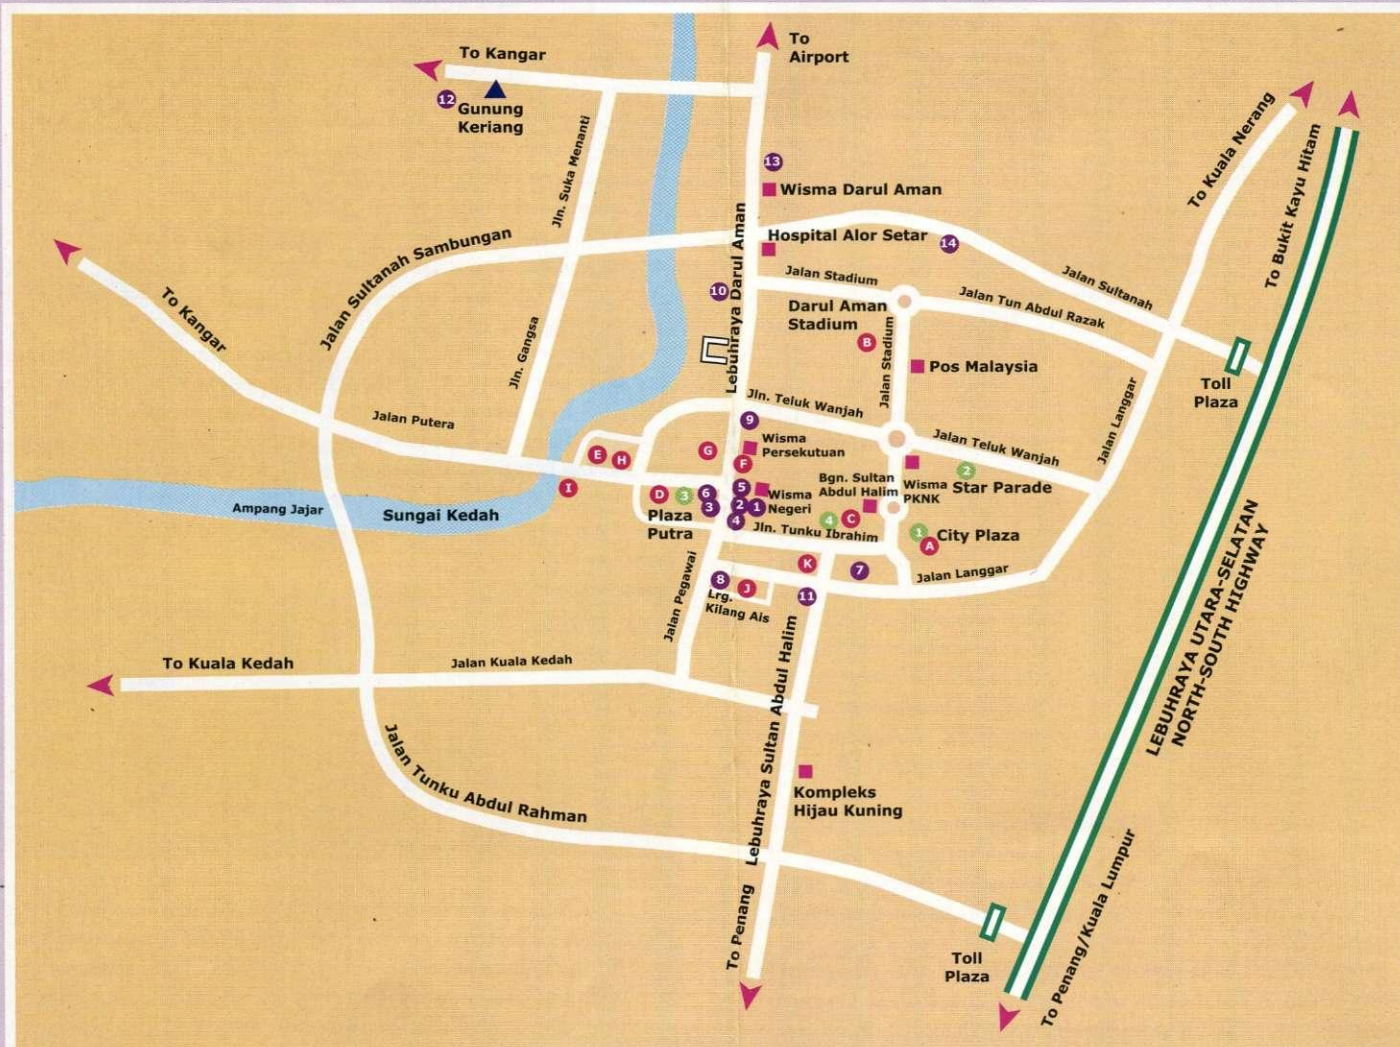 To
Airport
To Kangar
12
Gunung
Keriang
Jln. Suka Menanti
13
Wisma Darul Aman
To Kuala Nerang
To Bukit Kayu Hitam
Jalan Sultanah Sambungan
Hospital Alor Setar
14
Jalan Sultanah
To Kangar
Lebuhraya Darul Aman
10
Jalan Stadium
Jalan Tun Abdul Razak
Darul Aman
Stadium
B
Jalan Stadium
Pos Malaysia
Toll
Plaza
Jln. Gangsa
Jalan Putera
Jln. Teluk Wanjah
9
Jalan Teluk Wanjah
Jalan Langgar
E
H
G
Wisma
Persekutuan
F
I
D
3
6
5
Wisma
Negeri
Bgn. Sultan
Abdul Halim
Wisma
PKNK
2
Star Parade
3
2
1
4
Plaza
Putra
4
C
Jln. Tunku Ibrahim
1
A
City Plaza
Ampang Jajar
Sungai Kedah
K
7
Jalan Langgar
8
J
Lrg.
Kilang Ais
11
Jalan Pegawai
To Kuala Kedah
Jalan Kuala Kedah
Lebuhraya Sultan Abdul Halim
LEBUHRAYA UTARA-SELATAN
NORTH-SOUTH HIGHWAY
Jalan Tunku Abdul Rahman
Kompleks
Hijau Kuning
To Penang
Toll
Plaza
To Penang/Kuala Lumpur